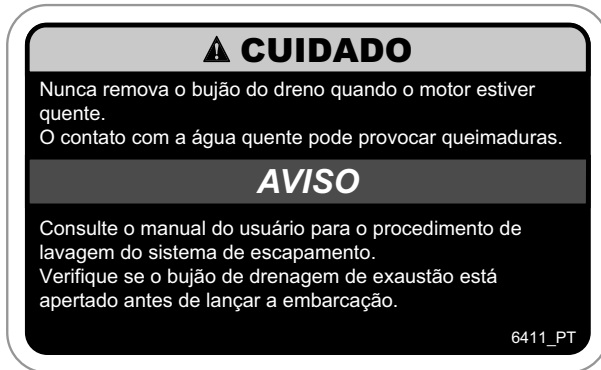 CUIDADO
Nunca remova o bujão do dreno quando o motor estiver
quente.
O contato com a água quente pode provocar queimaduras.
AVISO
Consulte o manual do usuário para o procedimento de
lavagem do sistema de escapamento.
Verifique se o bujão de drenagem de exaustão está
apertado antes de lançar a embarcação.
6411_PT